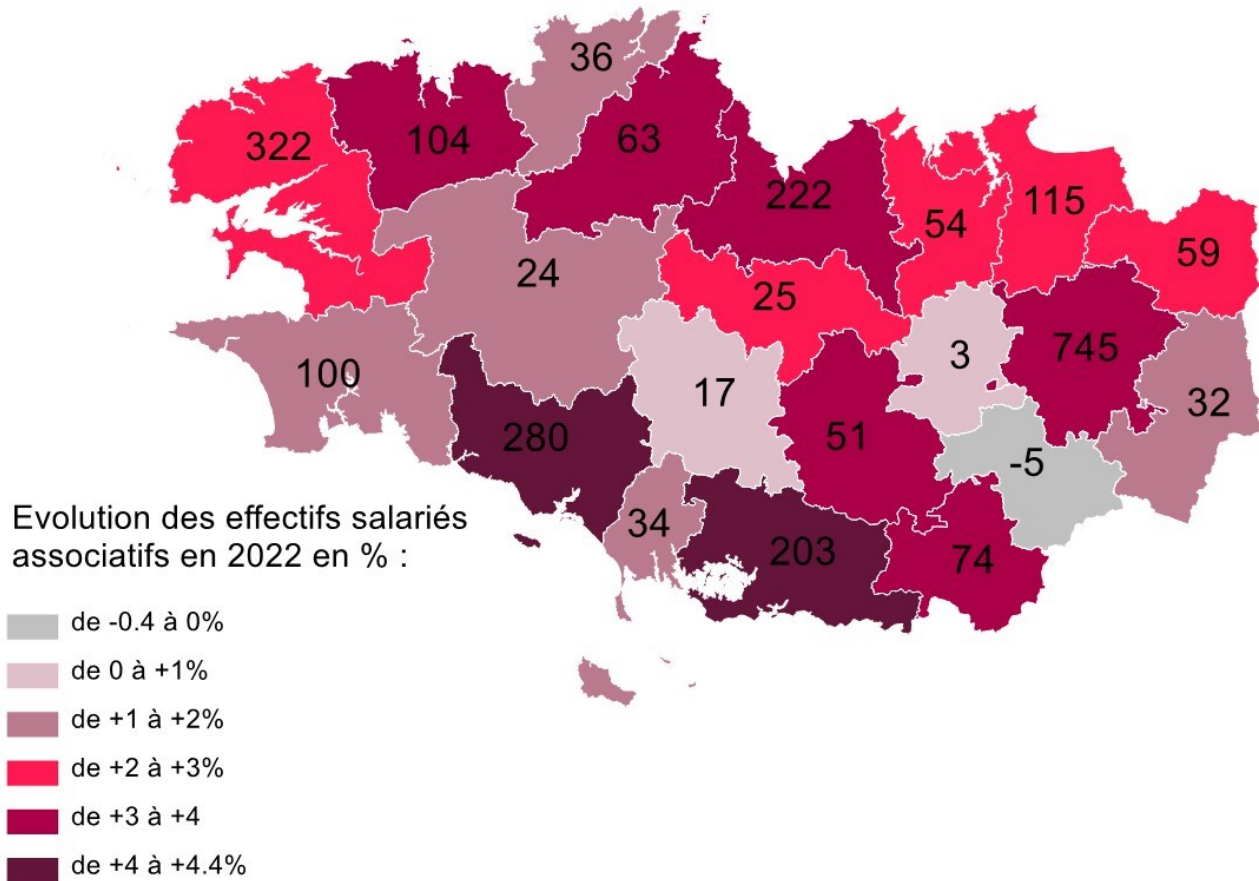 36
322
104
63
222
54
115
59
24
25
3
745
100
17
32
280
51
-5
34
203
74
Evolution des effectifs salariés
associatifs en 2022 en % :
de -0.4 à 0%
de 0 à +1%
de +1 à +2%
de +2 à +3%
de +3 à +4
de +4 à +4.4%